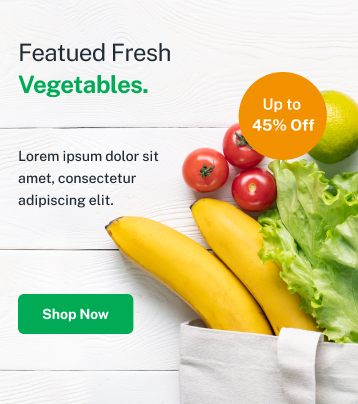 Featued Fresh
Vegetables.
Up to
45% Off
Lorem ipsum dolor sit
amet, consectetur
adipiscing elit.
Shop Now